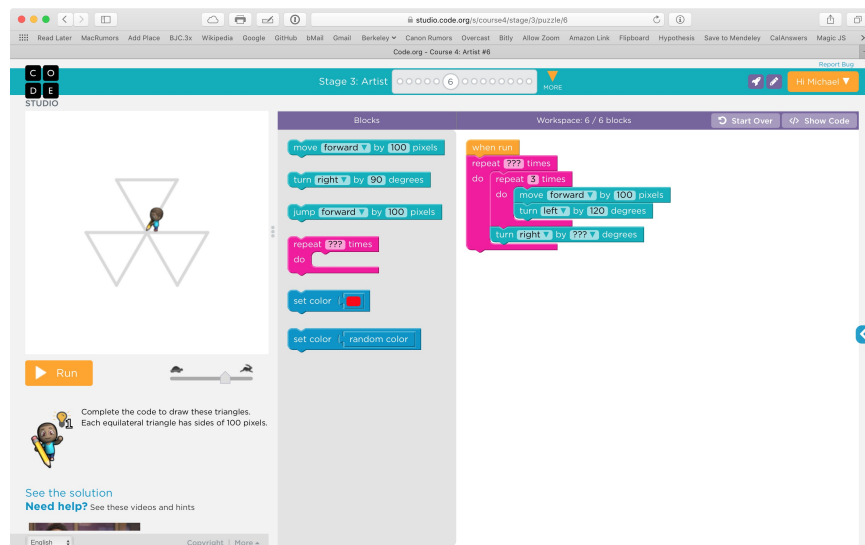 studio.code.org/s/course4/stage/3/puzzle/6
Read Later MacRumors Add Place BJC.3x Wikipedia Google GitHub bMail Gmail Berkeley Canon Rumors Overcast Bitly Allow Zoom Amazon Link Flipboard Hypothesis Save to Mendeley CalAnswers Magic JS
Code.org - Course 4: Artist #6
Report Bug
C O
D E
STUDIO
Stage 3: Artist
6
MORE
Hi Michael
Blocks
Workspace: 6 / 6 blocks
Start Over
Show Code
move forward by 100 pixels
turn right by 90 degrees
jump forward by 100 pixels
repeat ??? times
do
set color
set color random color
when run
repeat ??? times
do repeat 3 times
do move forward by 100 pixels
turn left by 120 degrees
turn right by ??? degrees
Run
1
Complete the code to draw these triangles.
Each equilateral triangle has sides of 100 pixels.
See the solution
Need help? See these videos and hints
English
Copyright | More